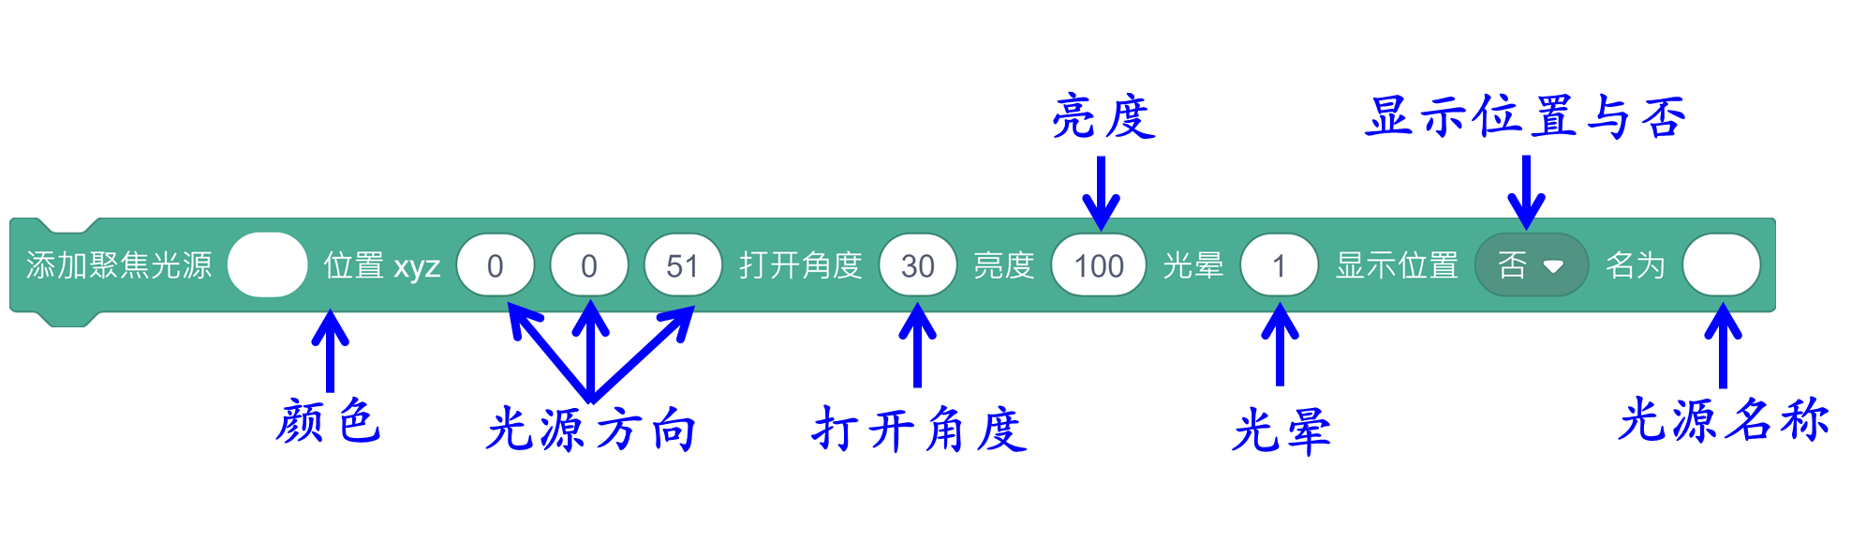 亮度 显示位置与否
添加聚焦光源 位置 xyz 0 0 51 打开角度 30 亮度 100 光晕 1 显示位置 否 名为
颜色 光源方向 打开角度 光晕 光源名称